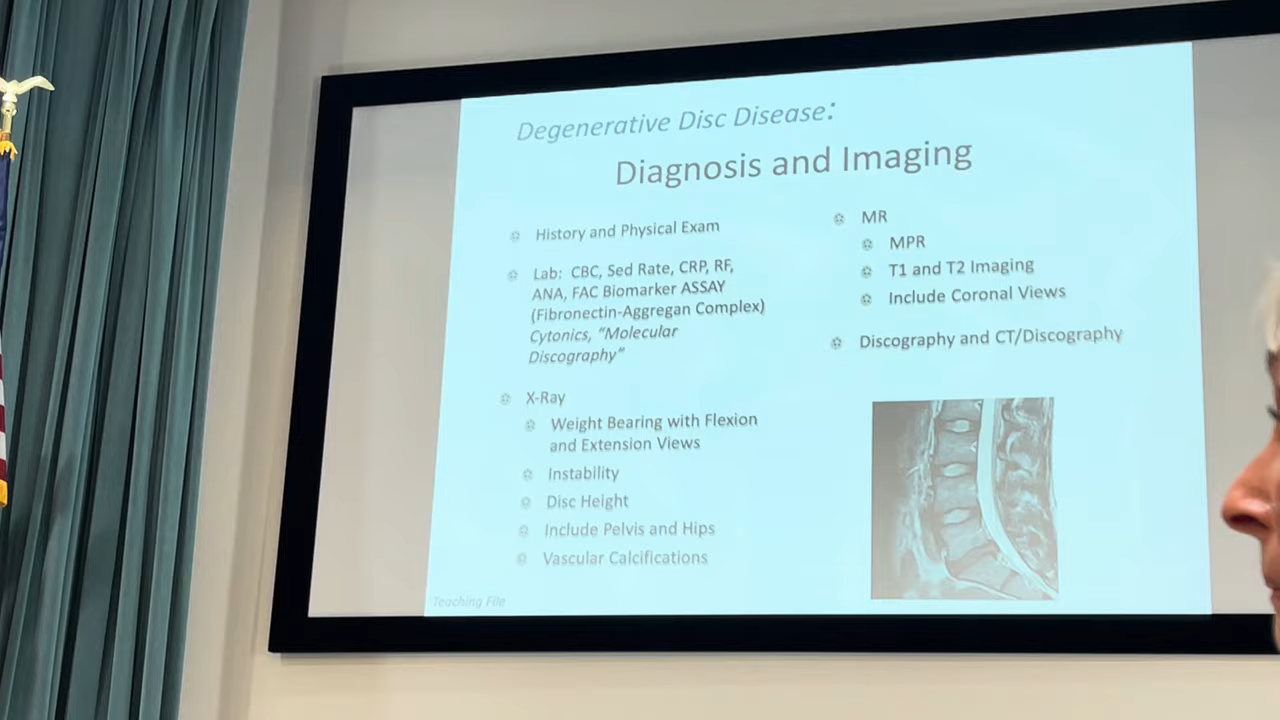 Degenerative Disc Disease:
Diagnosis and Imaging
History and Physical Exam
Lab: CBC, Sed Rate, CRP, RF,
ANA, FAC Biomarker ASSAY
(Fibronectin-Aggregan Complex)
Cytonics, "Molecular
Discography"
X-Ray
Weight Bearing with Flexion
and Extension Views
Instability
Disc Height
Include Pelvis and Hips
Vascular Calcifications
MR
MPR
T1 and T2 Imaging
Include Coronal Views
Discography and CT/Discography
Teaching File